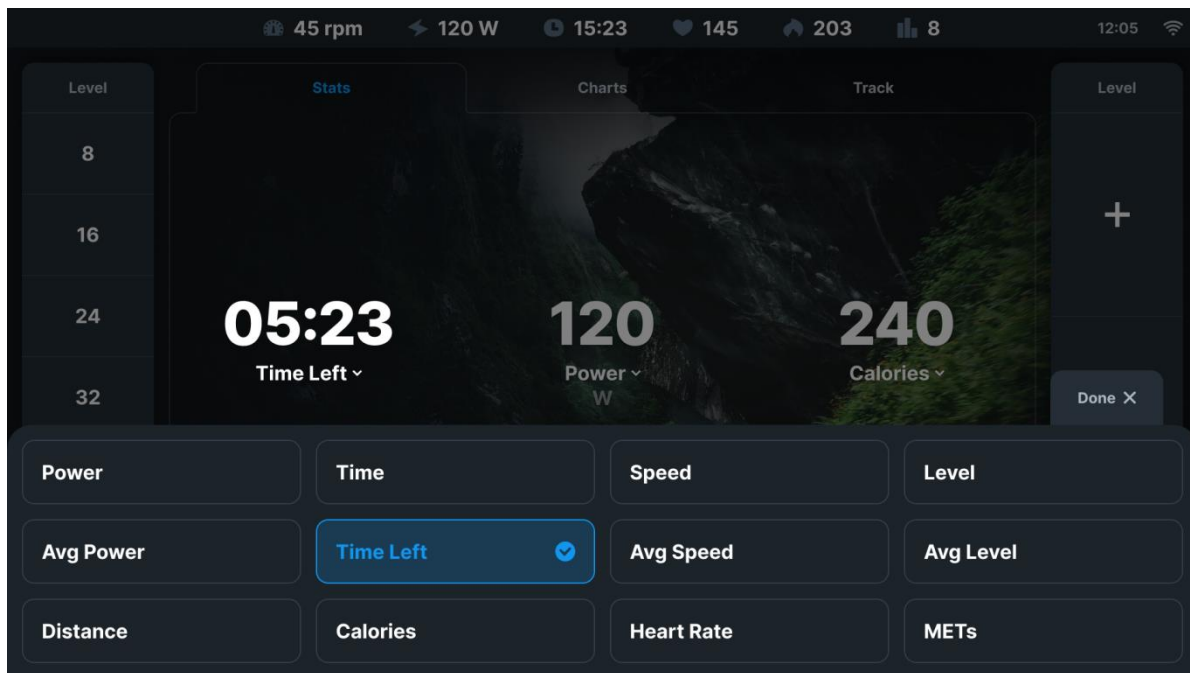 45 rpm 120 W 15:23 145 203 8 12:05
Level Stats Charts Track Level
8
16
+
24
32
05:23 120 240
Time Left Power Calories
W
Done X
Power Time Speed Level
Avg Power Time Left Avg Speed Avg Level
Distance Calories Heart Rate METs